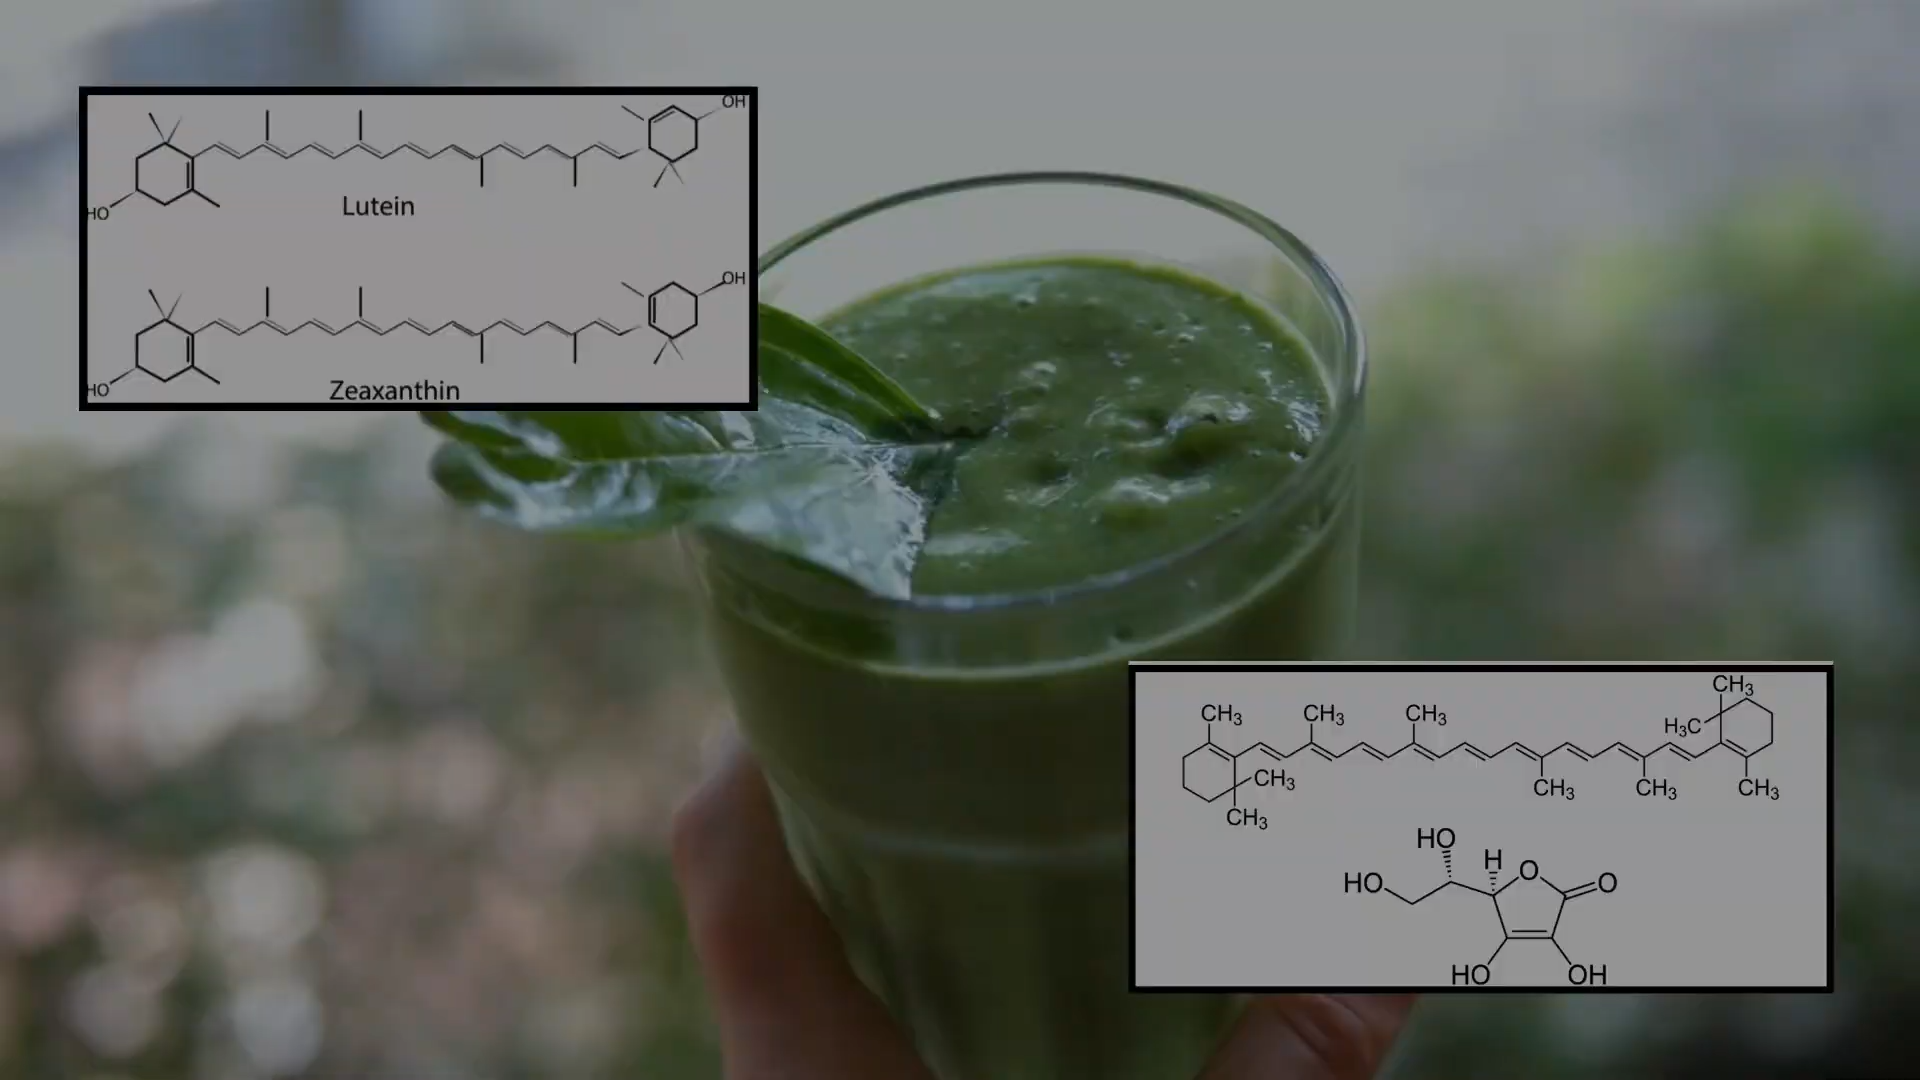 OH
HO
Lutein
OH
HO
Zeaxanthin
CH3
CH3 CH3 CH3 H3C
CH3 CH3 CH3 CH3
CH3
HO
H O
HO O
HO OH